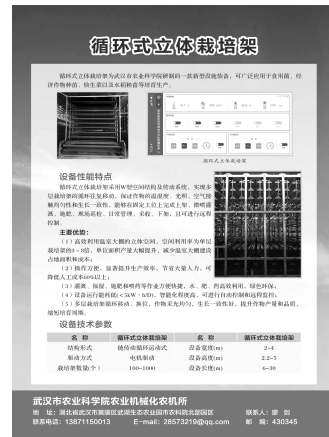 循环式立体栽培架
循环式立体栽培架为武汉市农业科学院研制的一款新型设施装备，可广泛应用于食用菌、经
济作物种苗、快生菜以及水稻秧苗等培育生产。
循环式立体栽培架
设备性能特点
循环式立体栽培架采用W型空间结构及传动系统，实现多
层栽培架的循环往复移动，保证作物的温湿度、光照、空气接
触均匀性和生长一致性，能够在固定工位上完成上架、潜喷灌
溉、施肥、现场巡检、日常管理、采收、下架，且可进行远程
控制。
主要优势：
（1）高效利用温室大棚的立体空间，空间利用率为单层
栽培架的3～5倍，单位面积产量大幅提升，减少温室大棚建设
占地面积和成本；
（2）操作方便，显著提升生产效率，节省大量人力，可
降低人工成本60%以上；
（3）灌溉、保湿、施肥和喷药等作业方便快捷，水、肥、药高效利用，绿色环保；
（4）设备运行能耗低(＜5kW·h/D)，智能化程度高，可进行自动控制和远程监控；
（5）多层栽培架循环移动、换位，作物采光均匀、生长一致性好，提升作物产量和品质，
缩短培育周期。
设备技术参数
名 称 循环式立体栽培架 名 称 循环式立体栽培架
结构形式 链传动循环运动式 设备宽度(m) 2~4
驱动方式 电机驱动 设备高度(m) 2.2~5
栽培架数量(个) 100~1000 设备长度(m) 6~30
武汉市农业科学院农业机械化农机所
地 址：湖北省武汉市黄陂区武湖生态农业园市农科院北部园区 联系人：廖 剑
联系电话：13871150013 E-mail：28573219@qq.com 邮 编：430345